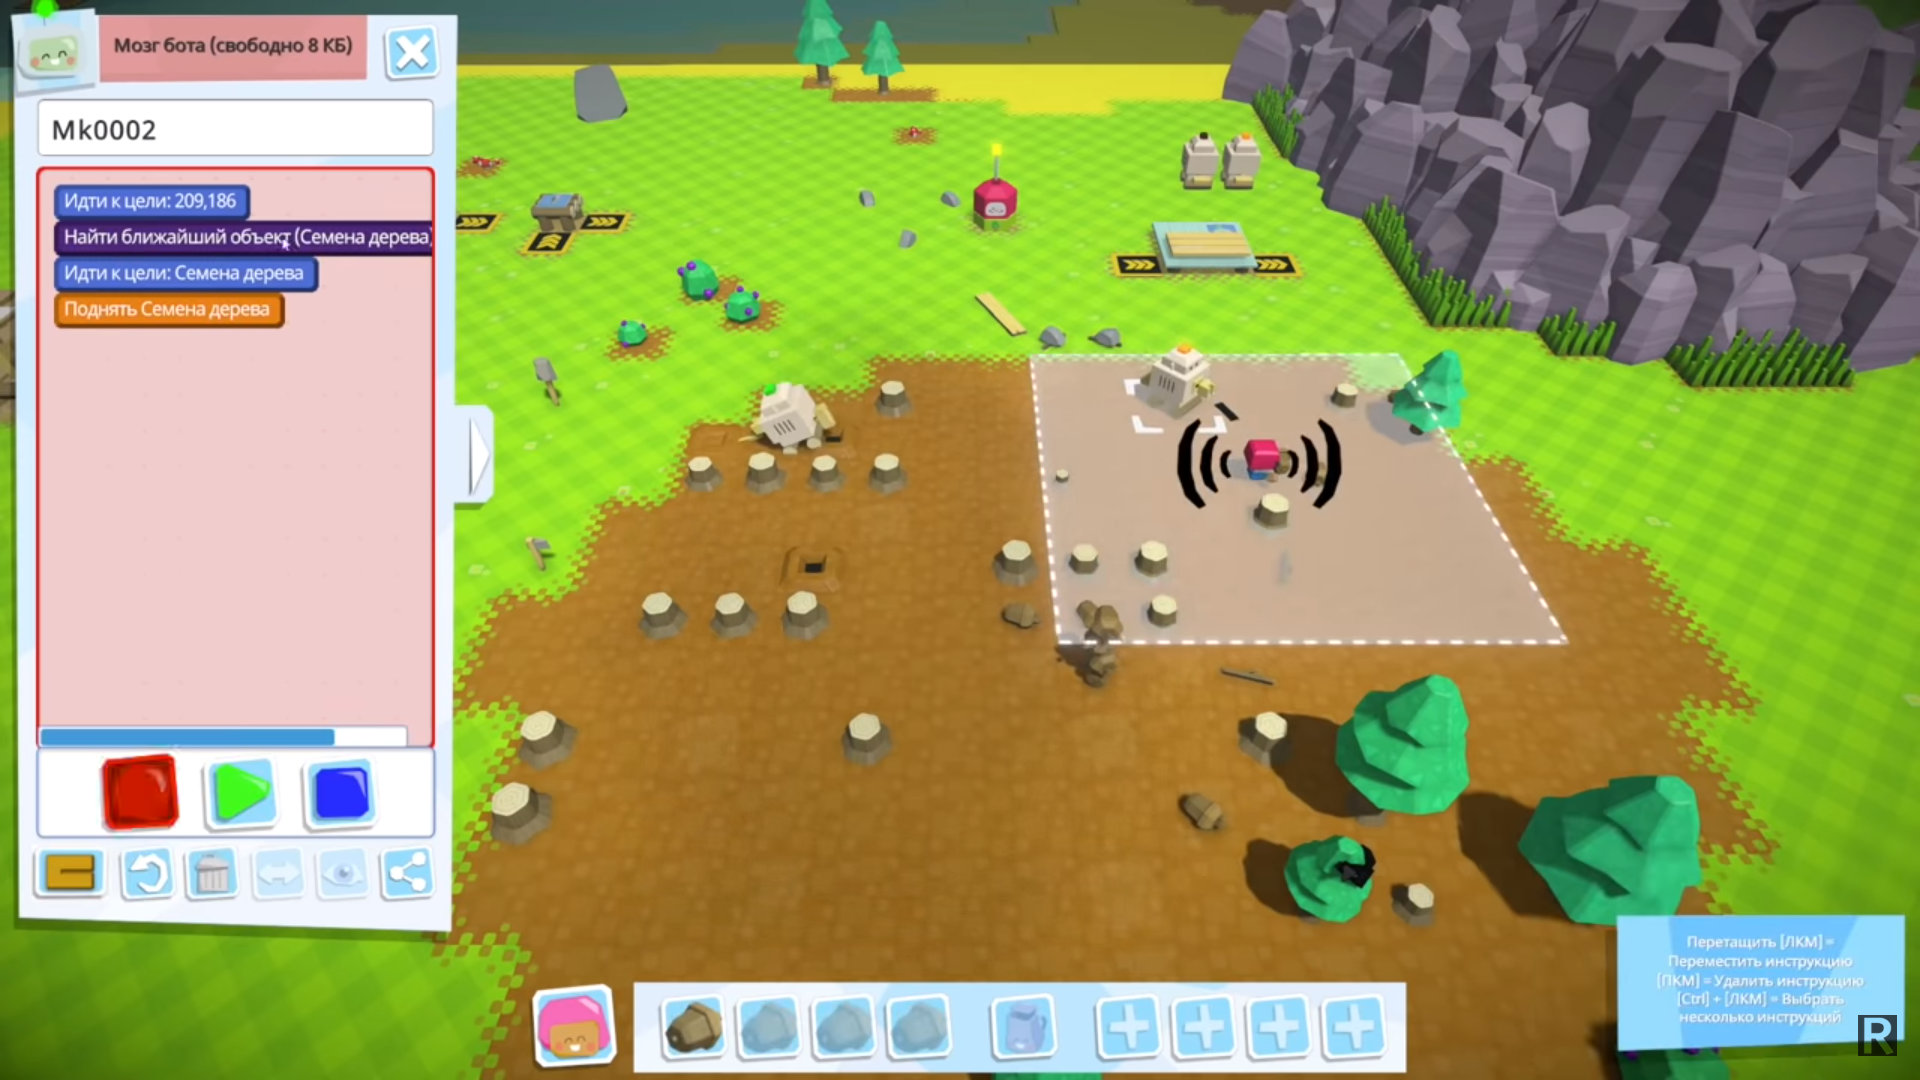 Мозг бота (свободно 8 КБ)
Mk0002
Идти к цели: 209,186
Найти ближайший объект (Семена дерева)
Идти к цели: Семена дерева
Поднять Семена дерева
Перетащить [ЛКМ] =
Переместить инструкцию
[ПКМ] = Удалить инструкцию
[Ctrl] + [ЛКМ] = Выбрать
несколько инструкций
R